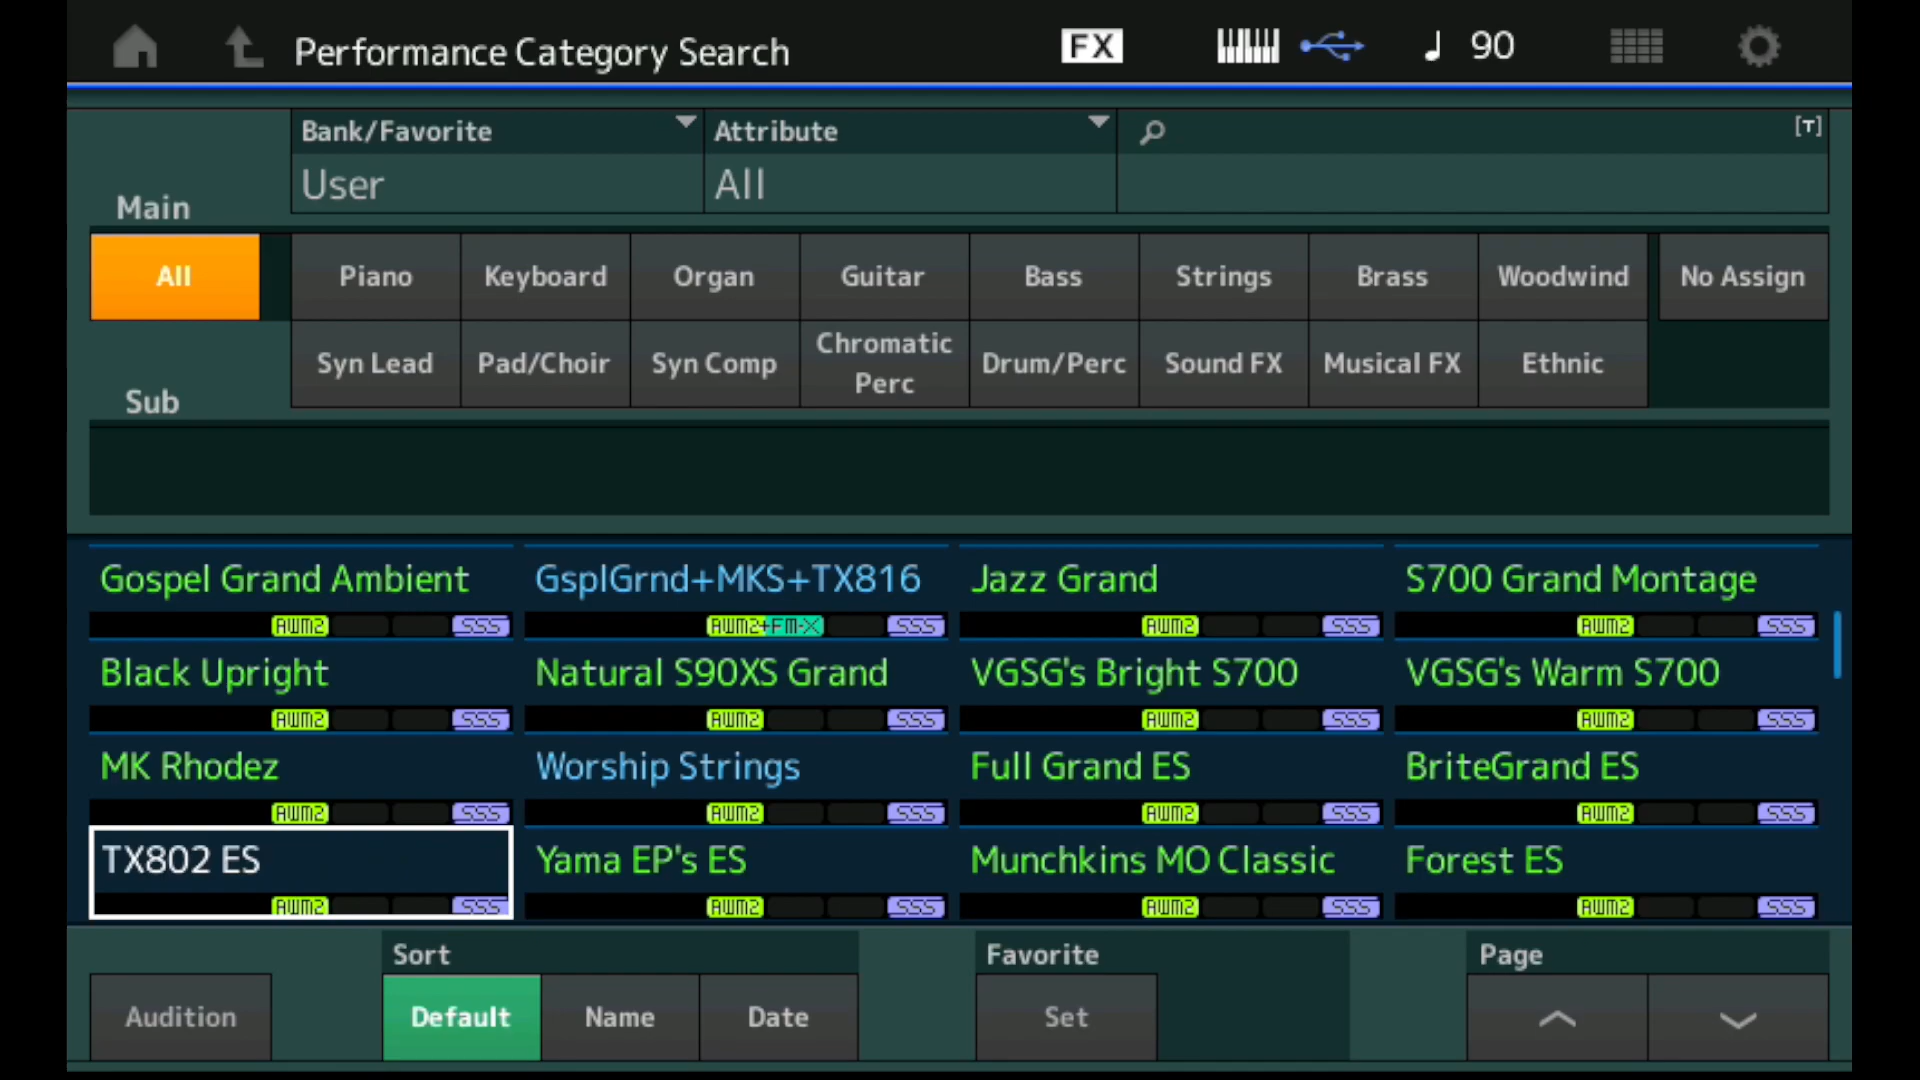 Performance Category Search FX 90
Bank/Favorite Attribute [T]
User All
Main
All Piano Keyboard Organ Guitar Bass Strings Brass Woodwind No Assign
Syn Lead Pad/Choir Syn Comp Chromatic Perc Drum/Perc Sound FX Musical FX Ethnic
Sub
Gospel Grand Ambient GsplGrnd+MKS+TX816 Jazz Grand S700 Grand Montage
AWM2 SSS AWM2+FM-X SSS AWM2 SSS AWM2 SSS
Black Upright Natural S90XS Grand VGSG's Bright S700 VGSG's Warm S700
AWM2 SSS AWM2 SSS AWM2 SSS AWM2 SSS
MK Rhodez Worship Strings Full Grand ES BriteGrand ES
AWM2 SSS AWM2 SSS AWM2 SSS AWM2 SSS
TX802 ES Yama EP's ES Munchkins MO Classic Forest ES
AWM2 SSS AWM2 SSS AWM2 SSS AWM2 SSS
Sort Favorite Page
Audition Default Name Date Set